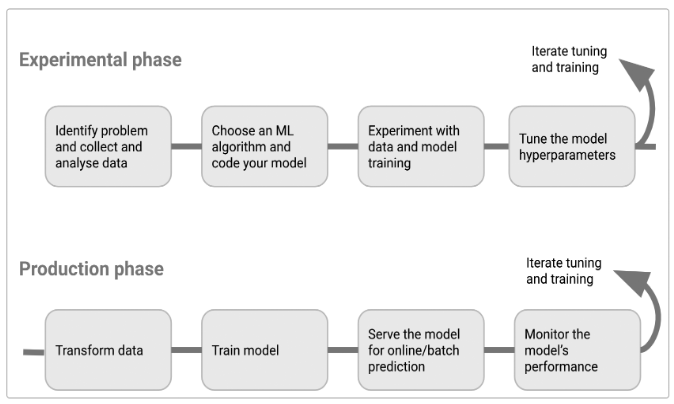 Experimental phase
Iterate tuning
and training
Identify problem
and collect and
analyse data
Choose an ML
algorithm and
code your model
Experiment with
data and model
training
Tune the model
hyperparameters
Production phase
Iterate tuning
and training
Transform data
Train model
Serve the model
for online/batch
prediction
Monitor the
model's
performance